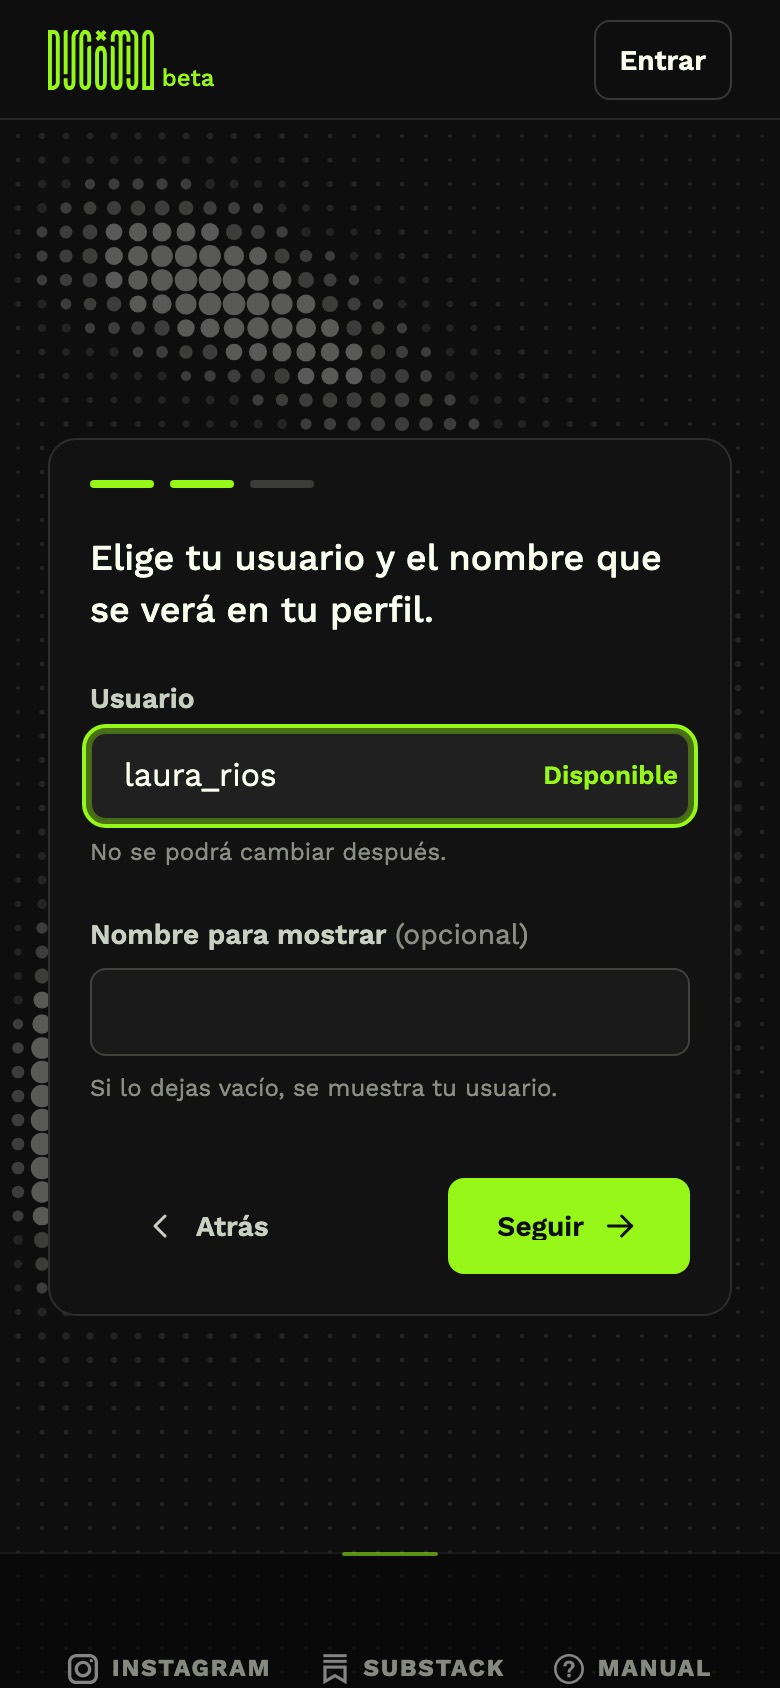 beta
Entrar
Elige tu usuario y el nombre que
se verá en tu perfil.
Usuario
laura_rios
Disponible
No se podrá cambiar después.
Nombre para mostrar (opcional)
Si lo dejas vacío, se muestra tu usuario.
Atrás
Seguir
INSTAGRAM
SUBSTACK
MANUAL